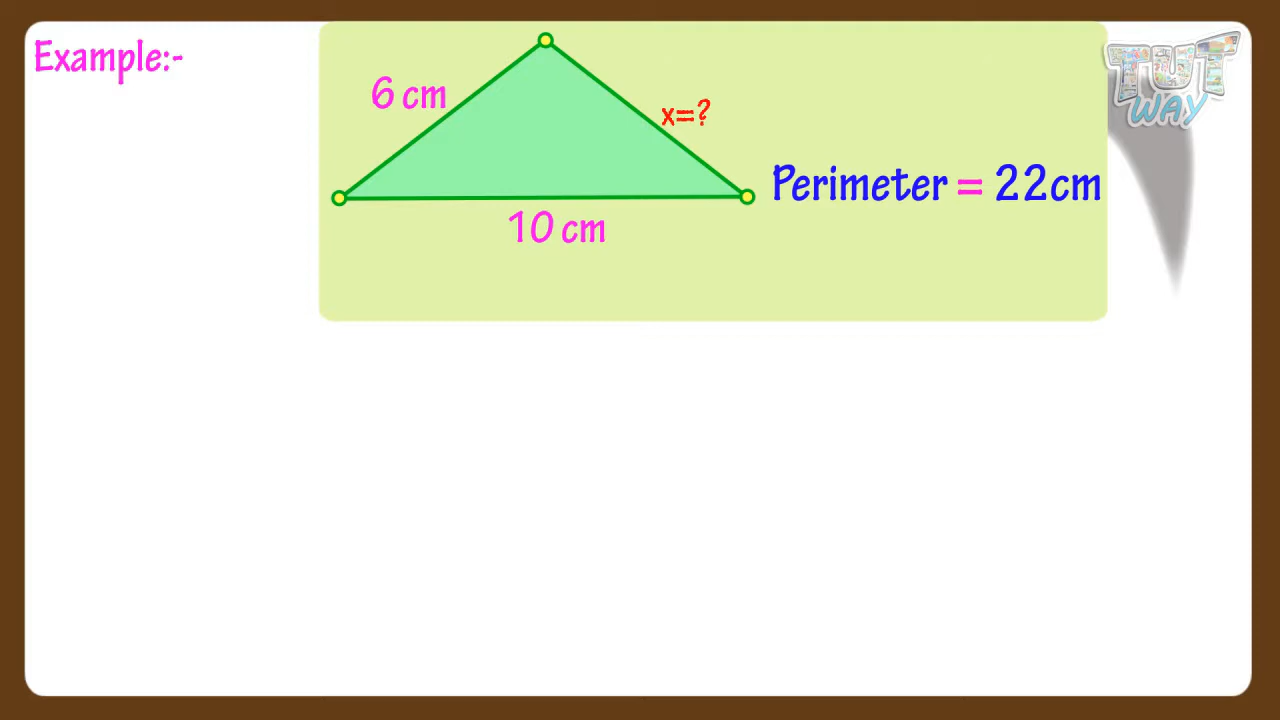 Example:-
6 cm
x=?
10 cm
Perimeter = 22cm
TUT
WAY